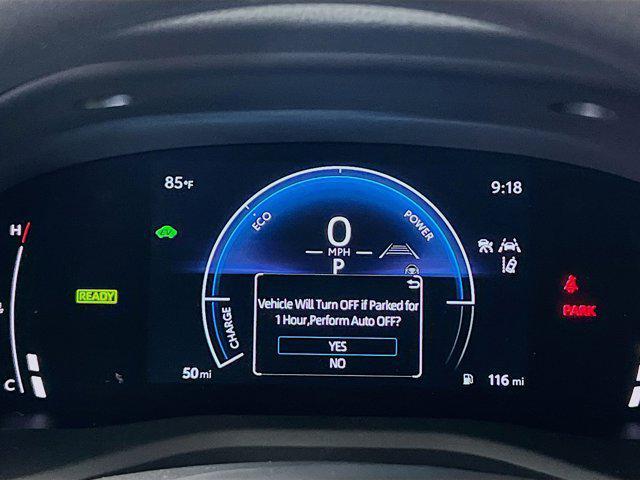 85°F
9:18
H
ECO
POWER
0
MPH
P
EV
READY
PARK
CHARGE
Vehicle Will Turn OFF if Parked for
1 Hour,Perform Auto OFF?
YES
NO
C
50 mi
116 mi